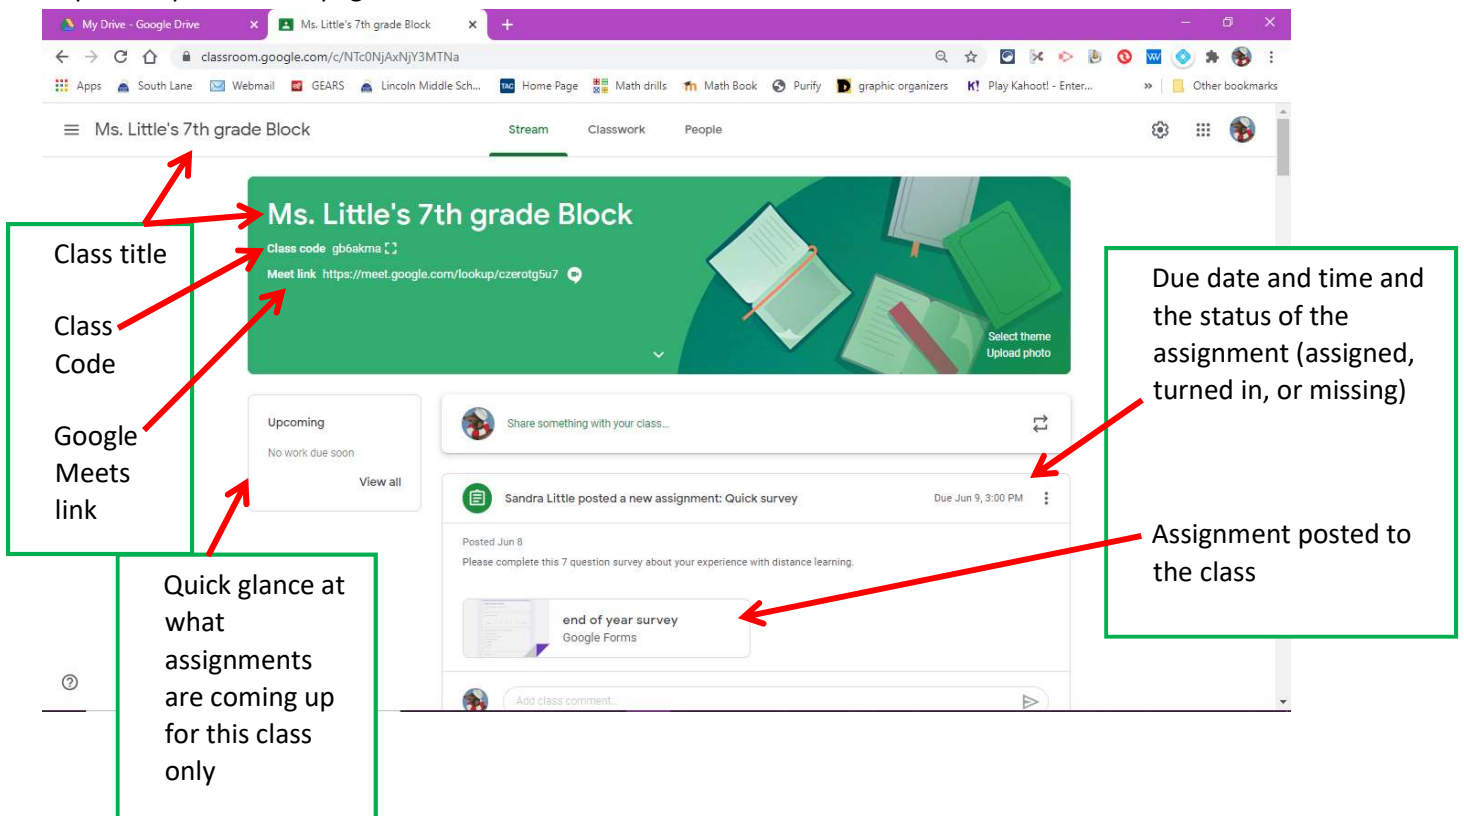 My Drive - Google Drive
Ms. Little's 7th grade Block
classroom.google.com/c/NTc0NjAxNjY3MTNa
Apps
South Lane
Webmail
GEARS
Lincoln Middle Sch...
TAC Home Page
Math drills
Math Book
Purify
graphic organizers
K! Play Kahoot! - Enter...
Other bookmarks
Ms. Little's 7th grade Block
Stream
Classwork
People
Ms. Little's 7th grade Block
Class code gb6akma
Meet link https://meet.google.com/lookup/czerotg5u7
Select theme
Upload photo
Class title
Class
Code
Google
Meets
link
Due date and time and
the status of the
assignment (assigned,
turned in, or missing)
Assignment posted to
the class
Upcoming
No work due soon
View all
Share something with your class...
Sandra Little posted a new assignment: Quick survey
Due Jun 9, 3:00 PM
Posted Jun 8
Please complete this 7 question survey about your experience with distance learning.
end of year survey
Google Forms
Add class comment...
Quick glance at
what
assignments
are coming up
for this class
only